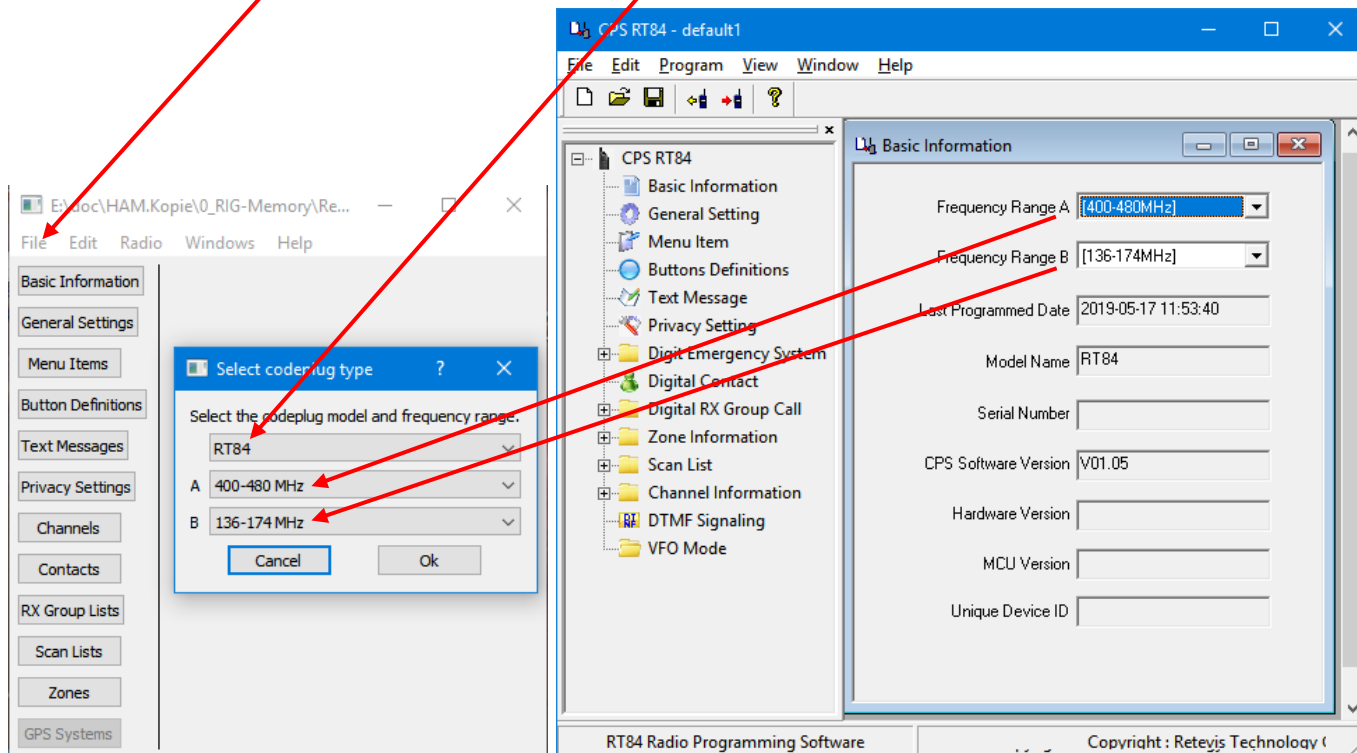 CPS RT84 - default1
File Edit Program View Window Help
CPS RT84
Basic Information
General Setting
Menu Item
Buttons Definitions
Text Message
Privacy Setting
Digit Emergency System
Digital Contact
Digital RX Group Call
Zone Information
Scan List
Channel Information
DTMF Signaling
VFO Mode
Basic Information
Frequency Range A [400-480MHz]
Frequency Range B [136-174MHz]
Last Programmed Date 2019-05-17 11:53:40
Model Name RT84
Serial Number
CPS Software Version V01.05
Hardware Version
MCU Version
Unique Device ID
RT84 Radio Programming Software
Copyright : Retevis Technology
E:\doc\HAM.Kopie\0_RIG-Memory\Re...
File Edit Radio Windows Help
Basic Information
General Settings
Menu Items
Button Definitions
Text Messages
Privacy Settings
Channels
Contacts
RX Group Lists
Scan Lists
Zones
GPS Systems
Select codeplug type ?
Select the codeplug model and frequency range.
RT84
A 400-480 MHz
B 136-174 MHz
Cancel Ok